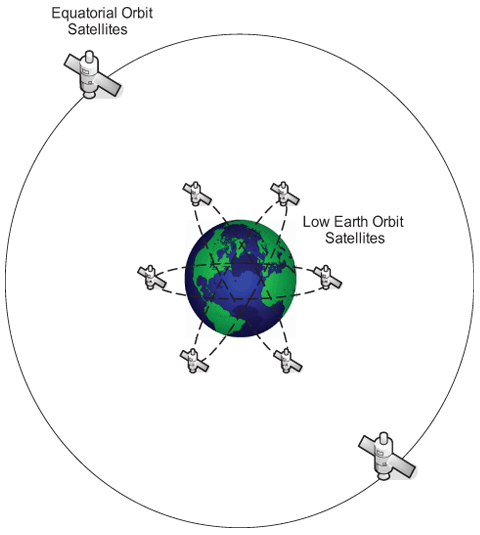 Equatorial Orbit
Satellites
Low Earth Orbit
Satellites